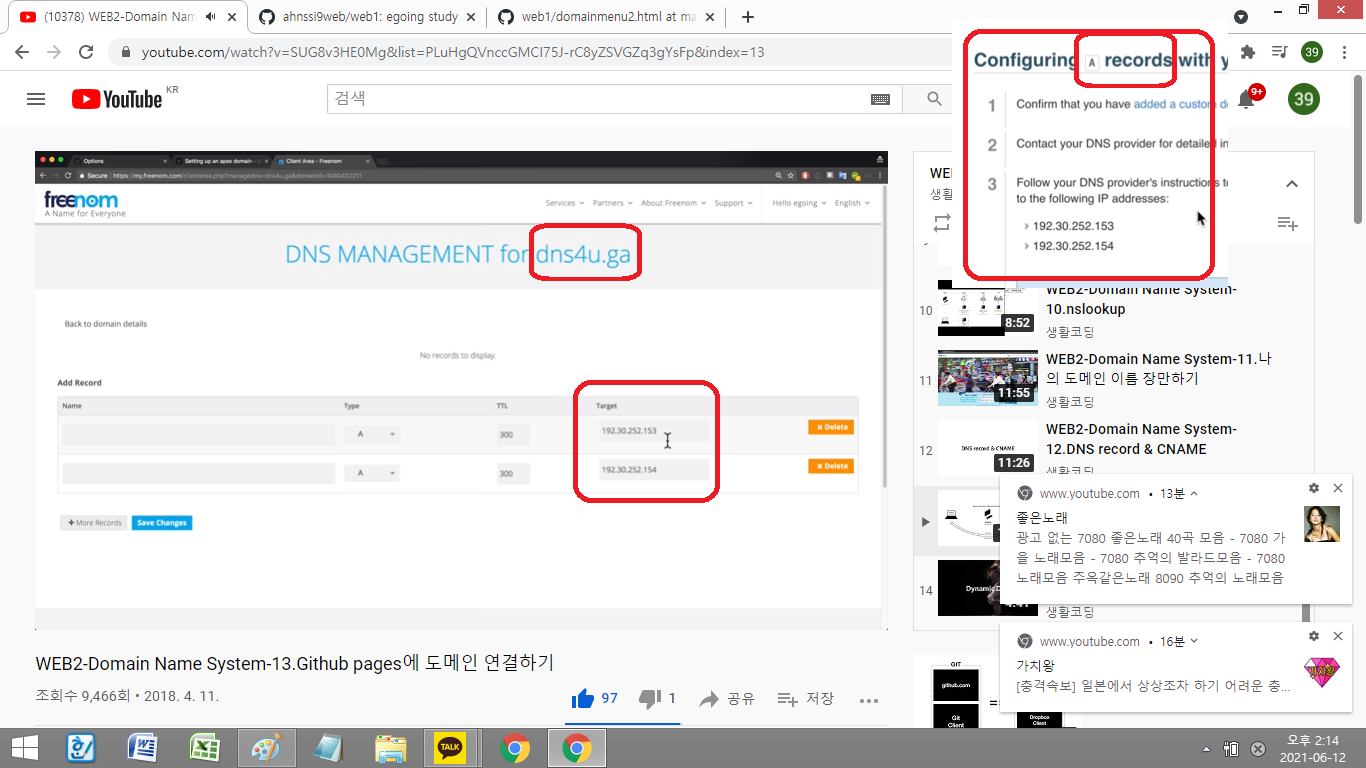 (10378) WEB2-Domain Nam
ahnssi9web/web1: egoing study
web1/domainmenu2.html at ma
youtube.com/watch?v=SUG8v3HE0Mg&list=PLuHgQVnccGMCI75J-rC8yZSVGZq3gYsFp&index=13
39
YouTube KR
검색
9+
39
Configuring A records with y
1 Confirm that you have added a custom do
2 Contact your DNS provider for detailed in
3 Follow your DNS provider's instructions to
to the following IP addresses:
> 192.30.252.153
> 192.30.252.154
Options
Setting up an apex domain -
Client Area - Freenom
Secure https://my.freenom.com/clientarea.php?managedns=dns4u.ga&domainid=1040432211
freenom
A Name for Everyone
Services Partners About Freenom Support Hello egoing English
DNS MANAGEMENT for dns4u.ga
Back to domain details
No records to display.
Add Record
Name Type TTL Target
A 300 192.30.252.153 Delete
A 300 192.30.252.154 Delete
More Records Save Changes
WE
생활
10 8:52 WEB2-Domain Name System-
10.nslookup
생활코딩
11 11:55 WEB2-Domain Name System-11.나
의 도메인 이름 장만하기
생활코딩
12 DNS record & CNAME 11:26 WEB2-Domain Name System-
12.DNS record & CNAME
생활코딩
14 Dynamic D
생활코딩
www.youtube.com • 13분
좋은노래
광고 없는 7080 좋은노래 40곡 모음 - 7080 가
을 노래모음 - 7080 추억의 발라드모음 - 7080
노래모음 주옥같은노래 8090 추억의 노래모음
www.youtube.com • 16분
가치왕
[충격속보] 일본에서 상상조차 하기 어려운 충...
가치왕
WEB2-Domain Name System-13.Github pages에 도메인 연결하기
조회수 9,466회 • 2018. 4. 11.
97 1 공유 저장
GIT
github.com
Git
Client
Dropbox
Client
TALK
오후 2:14
2021-06-12